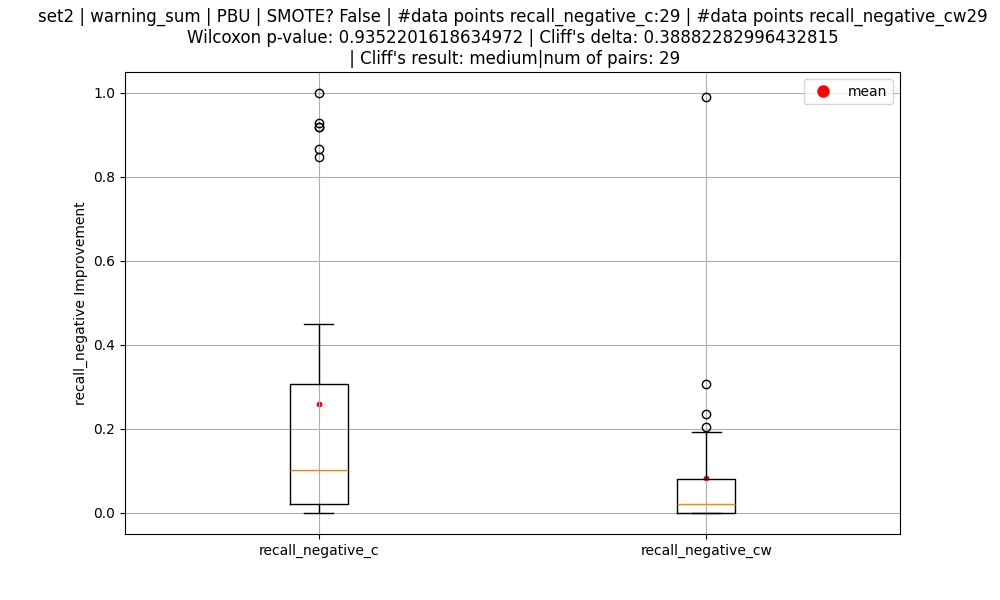 set2 | warning_sum | PBU | SMOTE? False | #data points recall_negative_c:29 | #data points recall_negative_cw29
Wilcoxon p-value: 0.9352201618634972 | Cliff's delta: 0.38882282996432815
| Cliff's result: medium|num of pairs: 29
mean
1.0
0.8
0.6
0.4
0.2
0.0
recall_negative Improvement
recall_negative_c
recall_negative_cw